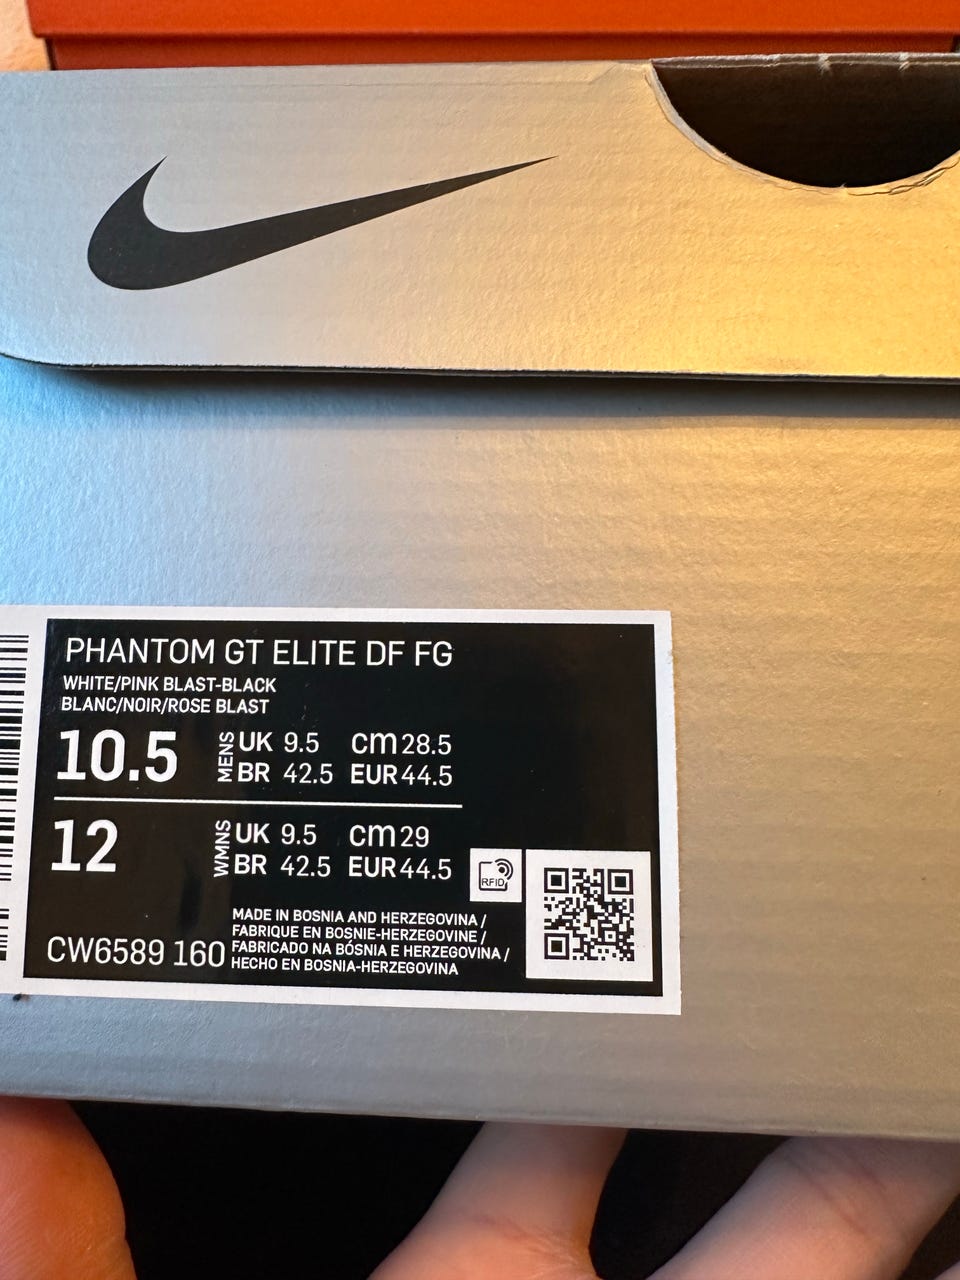 PHANTOM GT ELITE DF FG
WHITE/PINK BLAST-BLACK
BLANC/NOIR/ROSE BLAST
10.5 MENS UK 9.5 cm 28.5
BR 42.5 EUR 44.5
12 WMNS UK 9.5 cm 29
BR 42.5 EUR 44.5
RFID
MADE IN BOSNIA AND HERZEGOVINA /
FABRIQUE EN BOSNIE-HERZEGOVINE /
FABRICADO NA BÓSNIA E HERZEGOVINA /
HECHO EN BOSNIA-HERZEGOVINA
CW6589 160